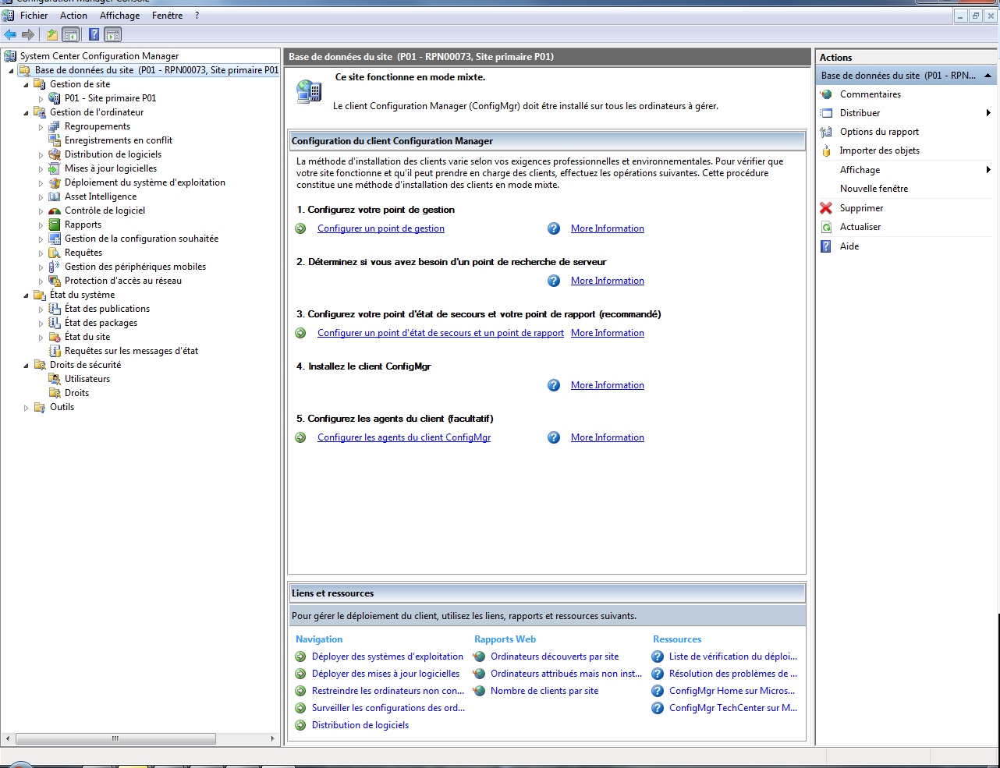 Configuration Manager Console
Fichier Action Affichage Fenêtre ?
System Center Configuration Manager
Base de données du site (P01 - RPN00073, Site primaire P01
Gestion de site
P01 - Site primaire P01
Gestion de l'ordinateur
Regroupements
Enregistrements en conflit
Distribution de logiciels
Mises à jour logicielles
Déploiement du système d'exploitation
Asset Intelligence
Contrôle de logiciel
Rapports
Gestion de la configuration souhaitée
Requêtes
Gestion des périphériques mobiles
Protection d'accès au réseau
État du système
État des publications
État des packages
État du site
Requêtes sur les messages d'état
Droits de sécurité
Utilisateurs
Droits
Outils
Base de données du site (P01 - RPN00073, Site primaire P01)
Ce site fonctionne en mode mixte.
Le client Configuration Manager (ConfigMgr) doit être installé sur tous les ordinateurs à gérer.
Configuration du client Configuration Manager
La méthode d'installation des clients varie selon vos exigences professionnelles et environnementales. Pour vérifier que
votre site fonctionne et qu'il peut prendre en charge des clients, effectuez les opérations suivantes. Cette procédure
constitue une méthode d'installation des clients en mode mixte.
1. Configurez votre point de gestion
Configurer un point de gestion More Information
2. Déterminez si vous avez besoin d'un point de recherche de serveur
More Information
3. Configurez votre point d'état de secours et votre point de rapport (recommandé)
Configurer un point d'état de secours et un point de rapport More Information
4. Installez le client ConfigMgr
More Information
5. Configurez les agents du client (facultatif)
Configurer les agents du client ConfigMgr More Information
Liens et ressources
Pour gérer le déploiement du client, utilisez les liens, rapports et ressources suivants.
Navigation
Déployer des systèmes d'exploitation
Déployer des mises à jour logicielles
Restreindre les ordinateurs non con...
Surveiller les configurations des ord...
Distribution de logiciels
Rapports Web
Ordinateurs découverts par site
Ordinateurs attribués mais non inst...
Nombre de clients par site
Ressources
Liste de vérification du déploi...
Résolution des problèmes de ...
ConfigMgr Home sur Micros...
ConfigMgr TechCenter sur M...
Actions
Base de données du site (P01 - RPN...
Commentaires
Distribuer
Options du rapport
Importer des objets
Affichage
Nouvelle fenêtre
Supprimer
Actualiser
Aide